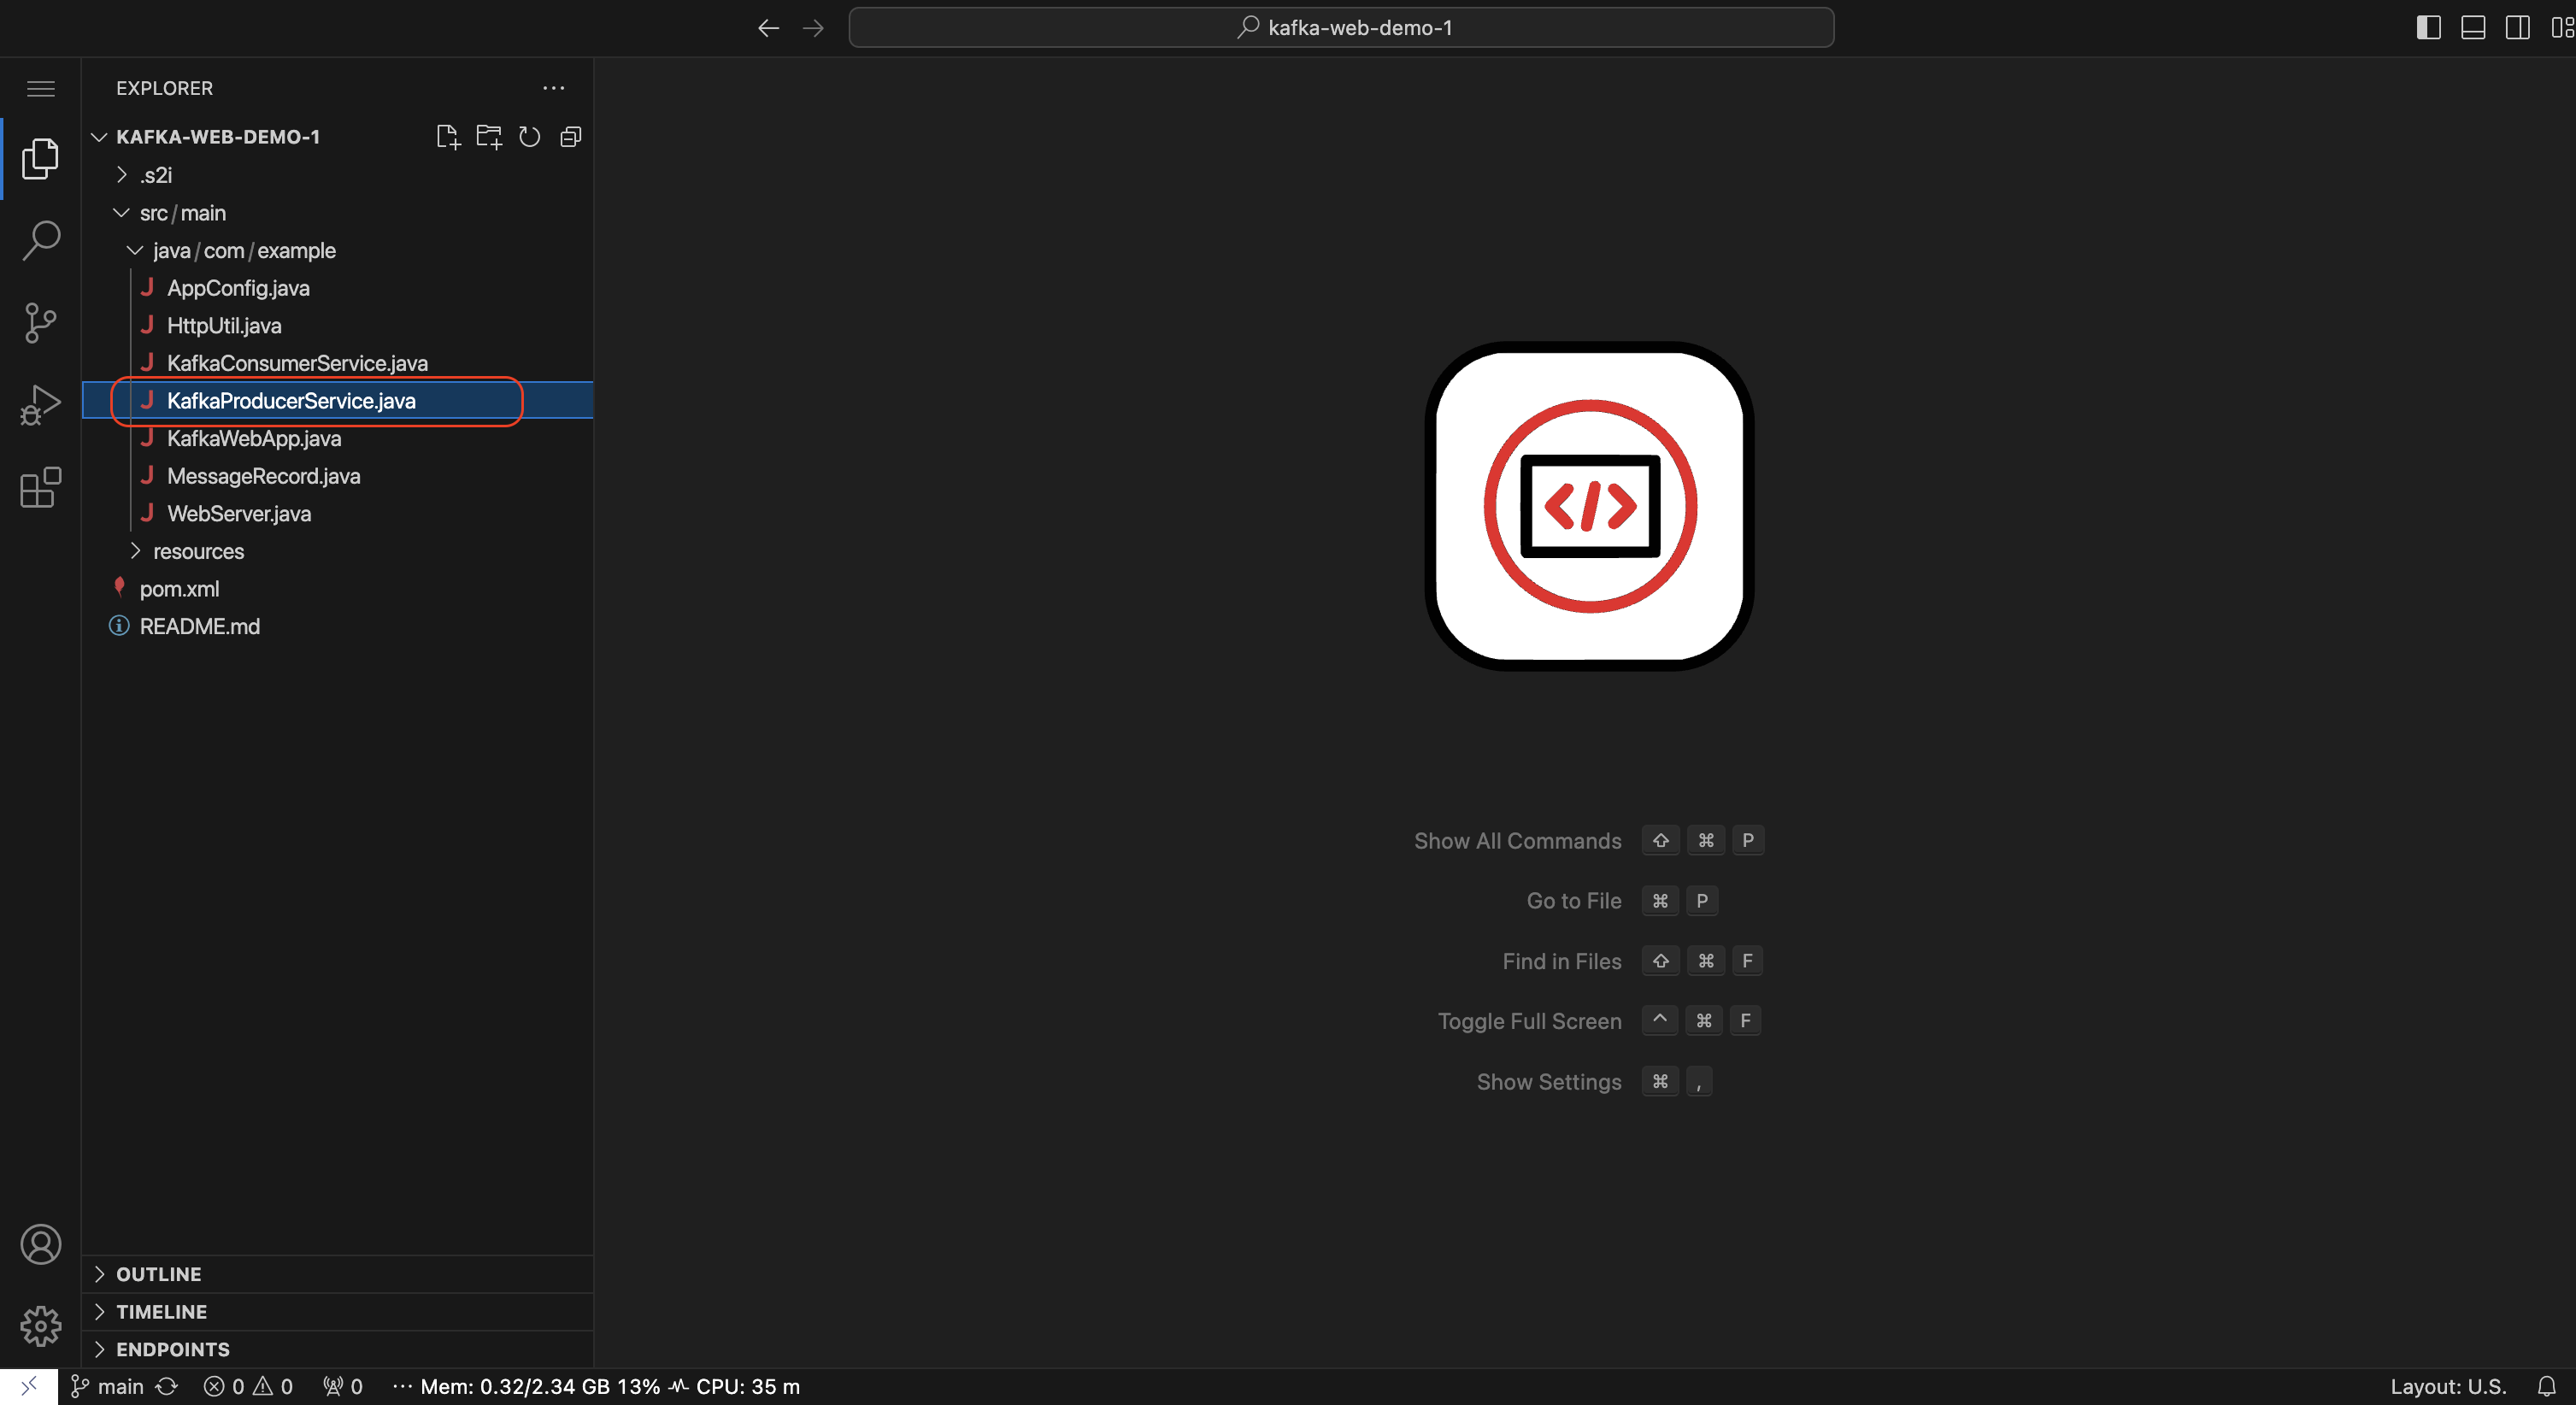 kafka-web-demo-1
EXPLORER
KAFKA-WEB-DEMO-1
.s2i
src/main
java/com/example
J AppConfig.java
J HttpUtil.java
J KafkaConsumerService.java
J KafkaProducerService.java
J KafkaWebApp.java
J MessageRecord.java
J WebServer.java
resources
pom.xml
README.md
</>
Show All Commands ⇧ ⌘ P
Go to File ⌘ P
Find in Files ⇧ ⌘ F
Toggle Full Screen ^ ⌘ F
Show Settings ⌘ ,
OUTLINE
TIMELINE
ENDPOINTS
main 0 0 0 ··· Mem: 0.32/2.34 GB 13% CPU: 35 m Layout: U.S.